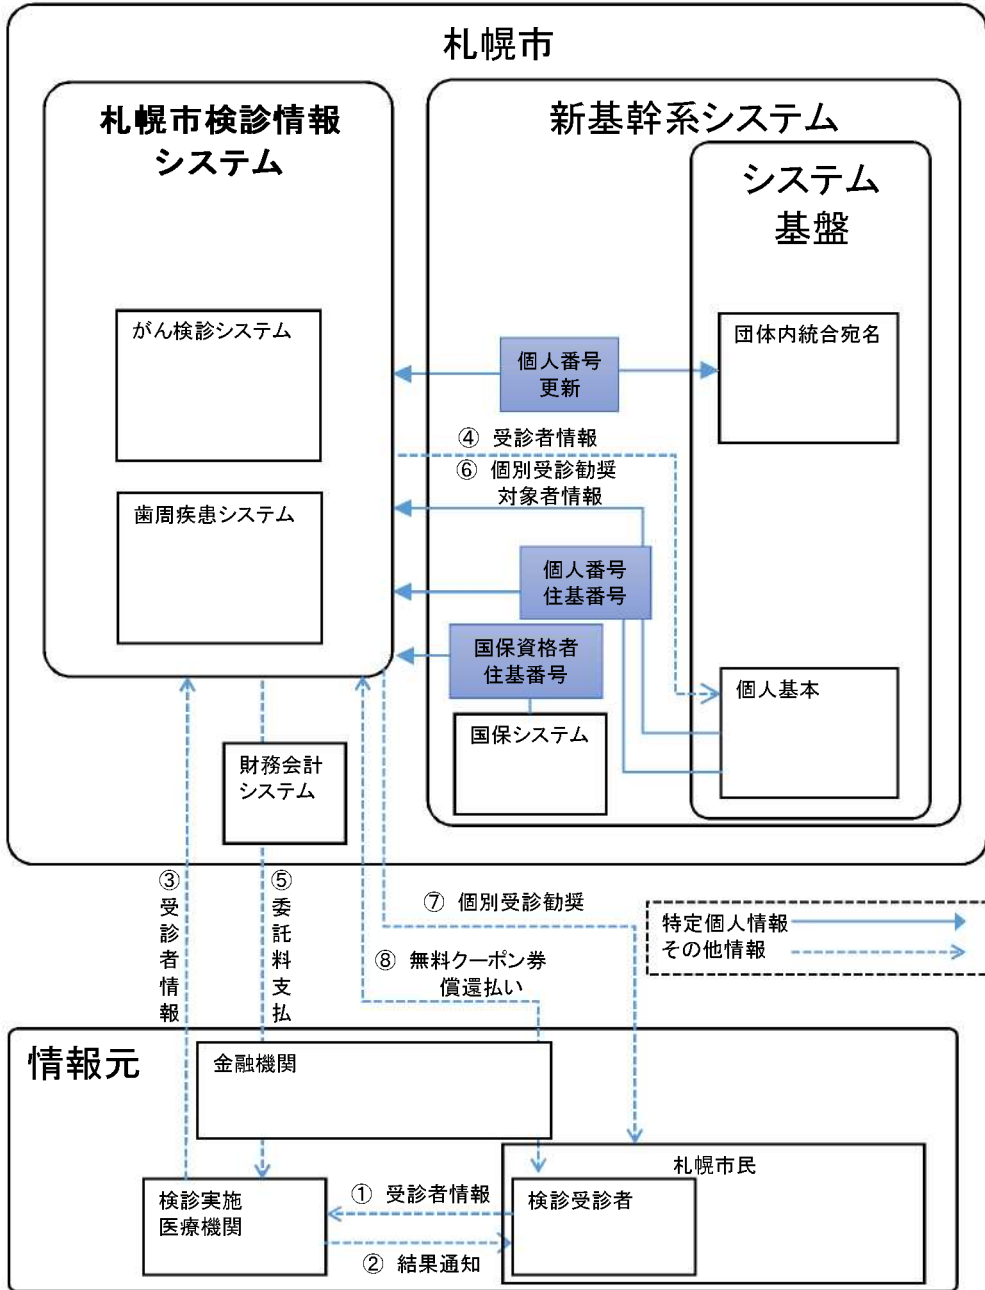 札幌市
札幌市検診情報
システム
新基幹系システム
システム
基盤
がん検診システム
団体内統合宛名
個人番号
更新
④ 受診者情報
⑥ 個別受診勧奨
対象者情報
歯周疾患システム
個人番号
住基番号
国保資格者
住基番号
個人基本
国保システム
財務会計
システム
③受診者情報
⑤委託料支払
⑦ 個別受診勧奨
⑧ 無料クーポン券
償還払い
特定個人情報
その他情報
情報元
金融機関
札幌市民
検診実施
医療機関
① 受診者情報
検診受診者
② 結果通知